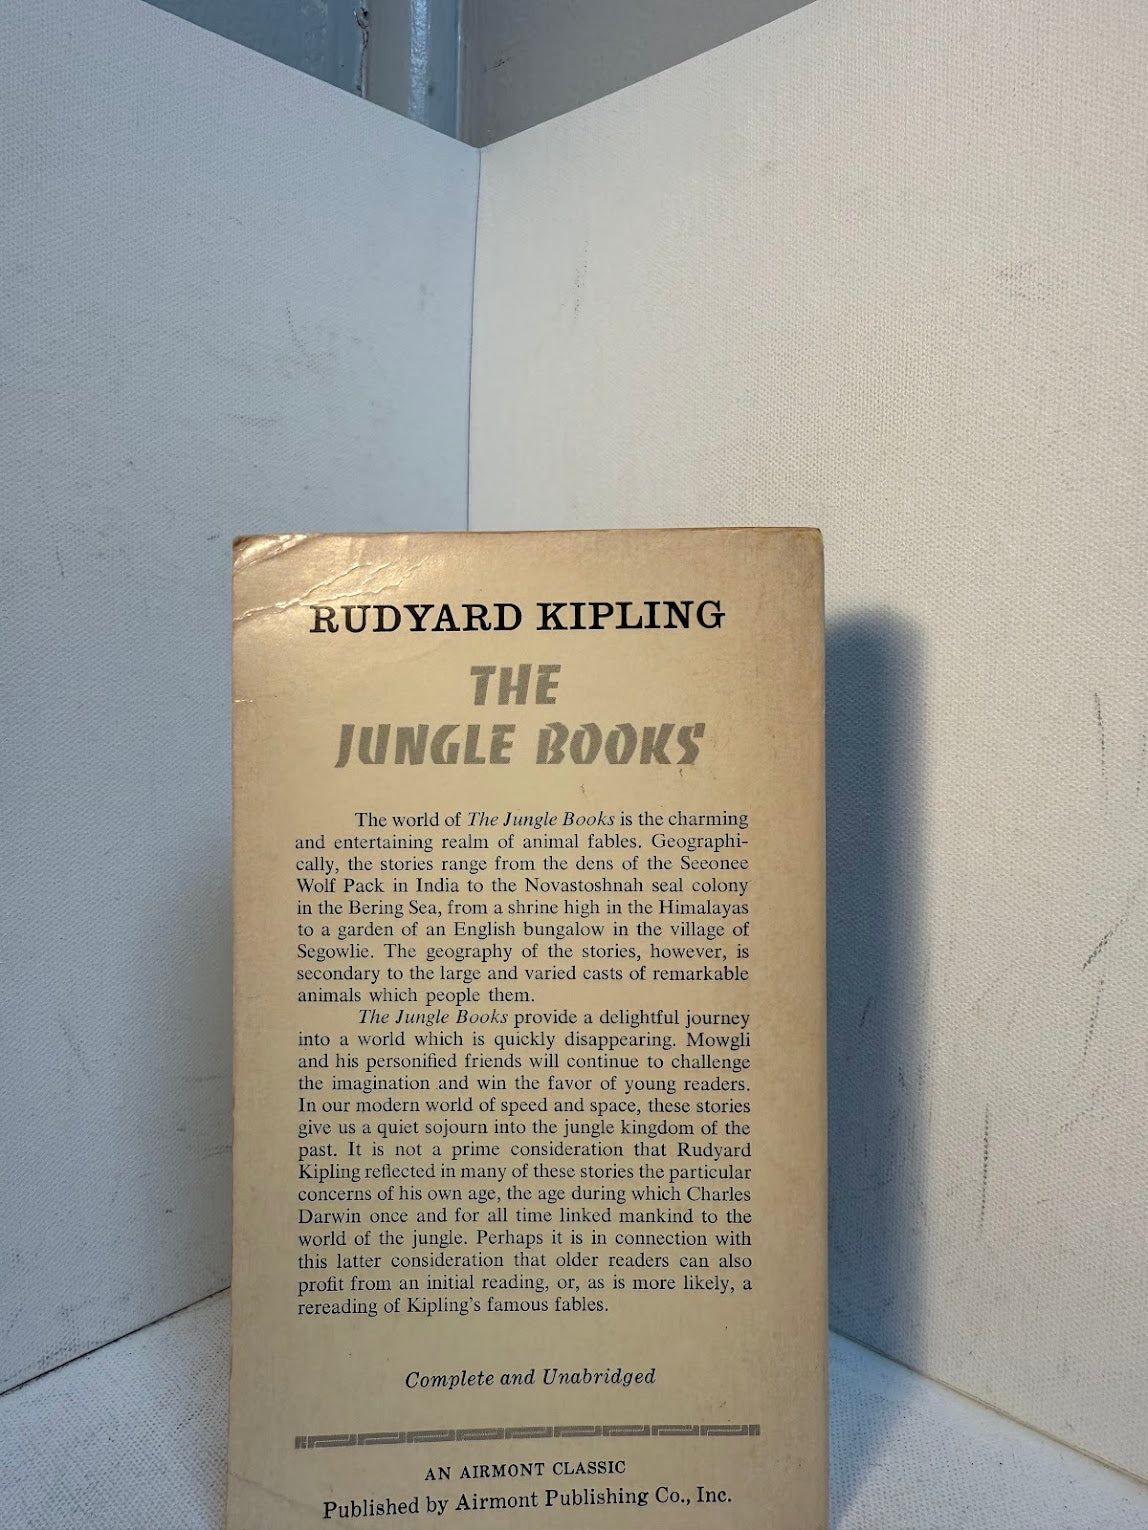 RUDYARD KIPLING
THE
JUNGLE BOOKS
The world of The Jungle Books is the charming
and entertaining realm of animal fables. Geographi-
cally, the stories range from the dens of the Seeonee
Wolf Pack in India to the Novastoshnah seal colony
in the Bering Sea, from a shrine high in the Himalayas
to a garden of an English bungalow in the village of
Segowlie. The geography of the stories, however, is
secondary to the large and varied casts of remarkable
animals which people them.
The Jungle Books provide a delightful journey
into a world which is quickly disappearing. Mowgli
and his personified friends will continue to challenge
the imagination and win the favor of young readers.
In our modern world of speed and space, these stories
give us a quiet sojourn into the jungle kingdom of the
past. It is not a prime consideration that Rudyard
Kipling reflected in many of these stories the particular
concerns of his own age, the age during which Charles
Darwin once and for all time linked mankind to the
world of the jungle. Perhaps it is in connection with
this latter consideration that older readers can also
profit from an initial reading, or, as is more likely, a
rereading of Kipling's famous fables.
Complete and Unabridged
AN AIRMONT CLASSIC
Published by Airmont Publishing Co., Inc.